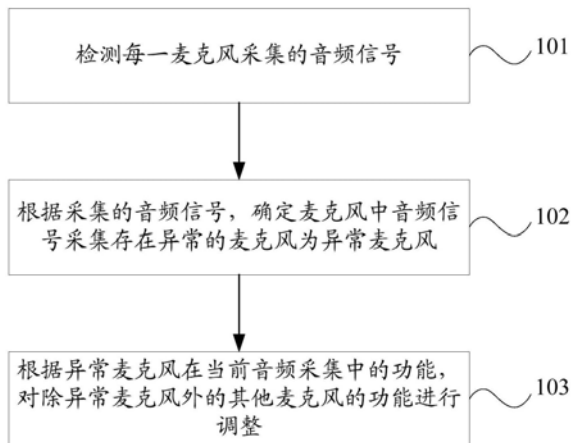 检测每一麦克风采集的音频信号
101
根据采集的音频信号，确定麦克风中音频信
号采集存在异常的麦克风为异常麦克风
102
根据异常麦克风在当前音频采集中的功能，
对除异常麦克风外的其他麦克风的功能进行
调整
103